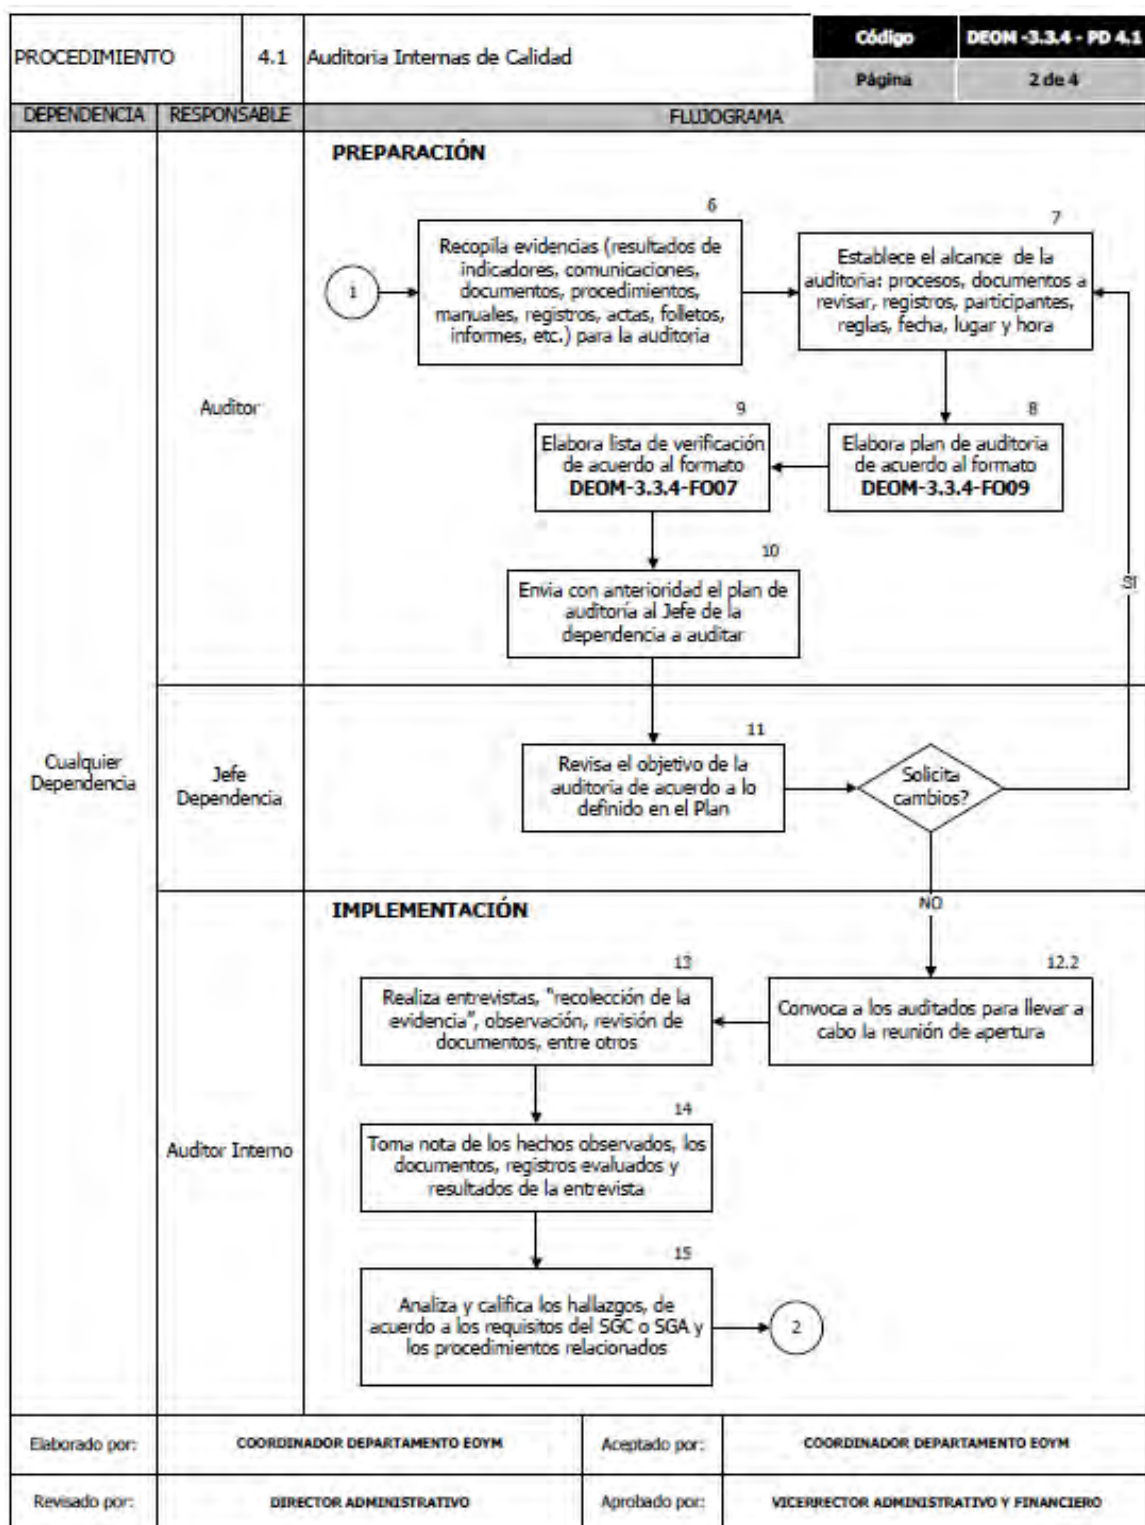 PROCEDIMIENTO
4.1
Auditoria Internas de Calidad
Código
DEOM -3.3.4 - PD 4.1
Página
2 de 4
DEPENDENCIA
RESPONSABLE
FLUJOGRAMA
PREPARACIÓN
1
6
Recopila evidencias (resultados de
indicadores, comunicaciones,
documentos, procedimientos,
manuales, registros, actas, folletos,
informes, etc.) para la auditoria
7
Establece el alcance de la
auditoria: procesos, documentos a
revisar, registros, participantes,
reglas, fecha, lugar y hora
Auditor
9
Elabora lista de verificación
de acuerdo al formato
DEOM-3.3.4-FO07
8
Elabora plan de auditoria
de acuerdo al formato
DEOM-3.3.4-FO09
10
Envia con anterioridad el plan de
auditoría al Jefe de la
dependencia a auditar
SI
Cualquier
Dependencia
Jefe
Dependencia
11
Revisa el objetivo de la
auditoria de acuerdo a lo
definido en el Plan
Solicita
cambios?
NO
IMPLEMENTACIÓN
13
Realiza entrevistas, "recolección de la
evidencia", observación, revisión de
documentos, entre otros
12.2
Convoca a los auditados para llevar a
cabo la reunión de apertura
Auditor Interno
14
Toma nota de los hechos observados, los
documentos, registros evaluados y
resultados de la entrevista
15
Analiza y califica los hallazgos, de
acuerdo a los requisitos del SGC o SGA y
los procedimientos relacionados
2
Elaborado por:
COORDINADOR DEPARTAMENTO EOYM
Aceptado por:
COORDINADOR DEPARTAMENTO EOYM
Revisado por:
DIRECTOR ADMINISTRATIVO
Aprobado por:
VICERRECTOR ADMINISTRATIVO Y FINANCIERO